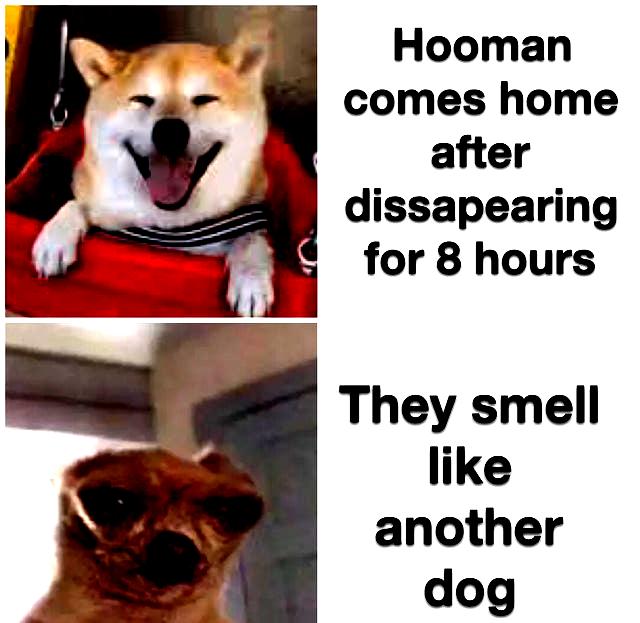 Hooman
comes home
after
dissapearing
for 8 hours
They smell
like
another
dog